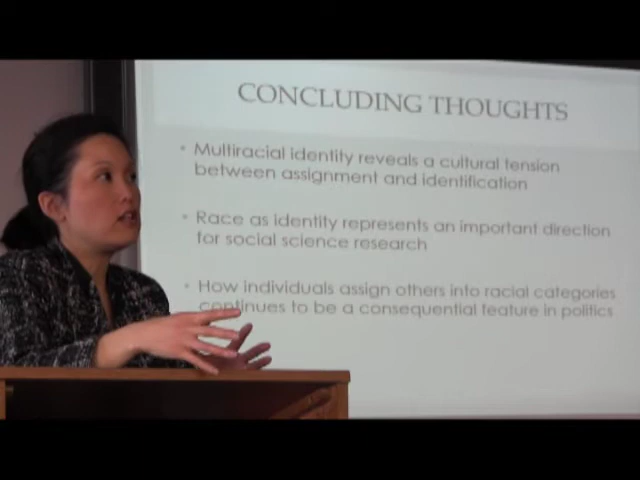 CONCLUDING THOUGHTS
• Multiracial identity reveals a cultural tension
between assignment and identification
• Race as identity represents an important direction
for social science research
• How individuals assign others into racial categories
continues to be a consequential feature in politics